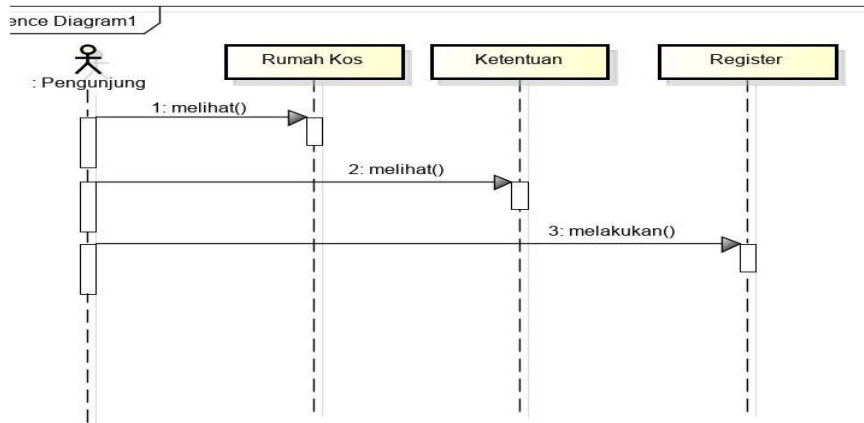 ence Diagram1
: Pengunjung
Rumah Kos
Ketentuan
Register
1: melihat()
2: melihat()
3: melakukan()